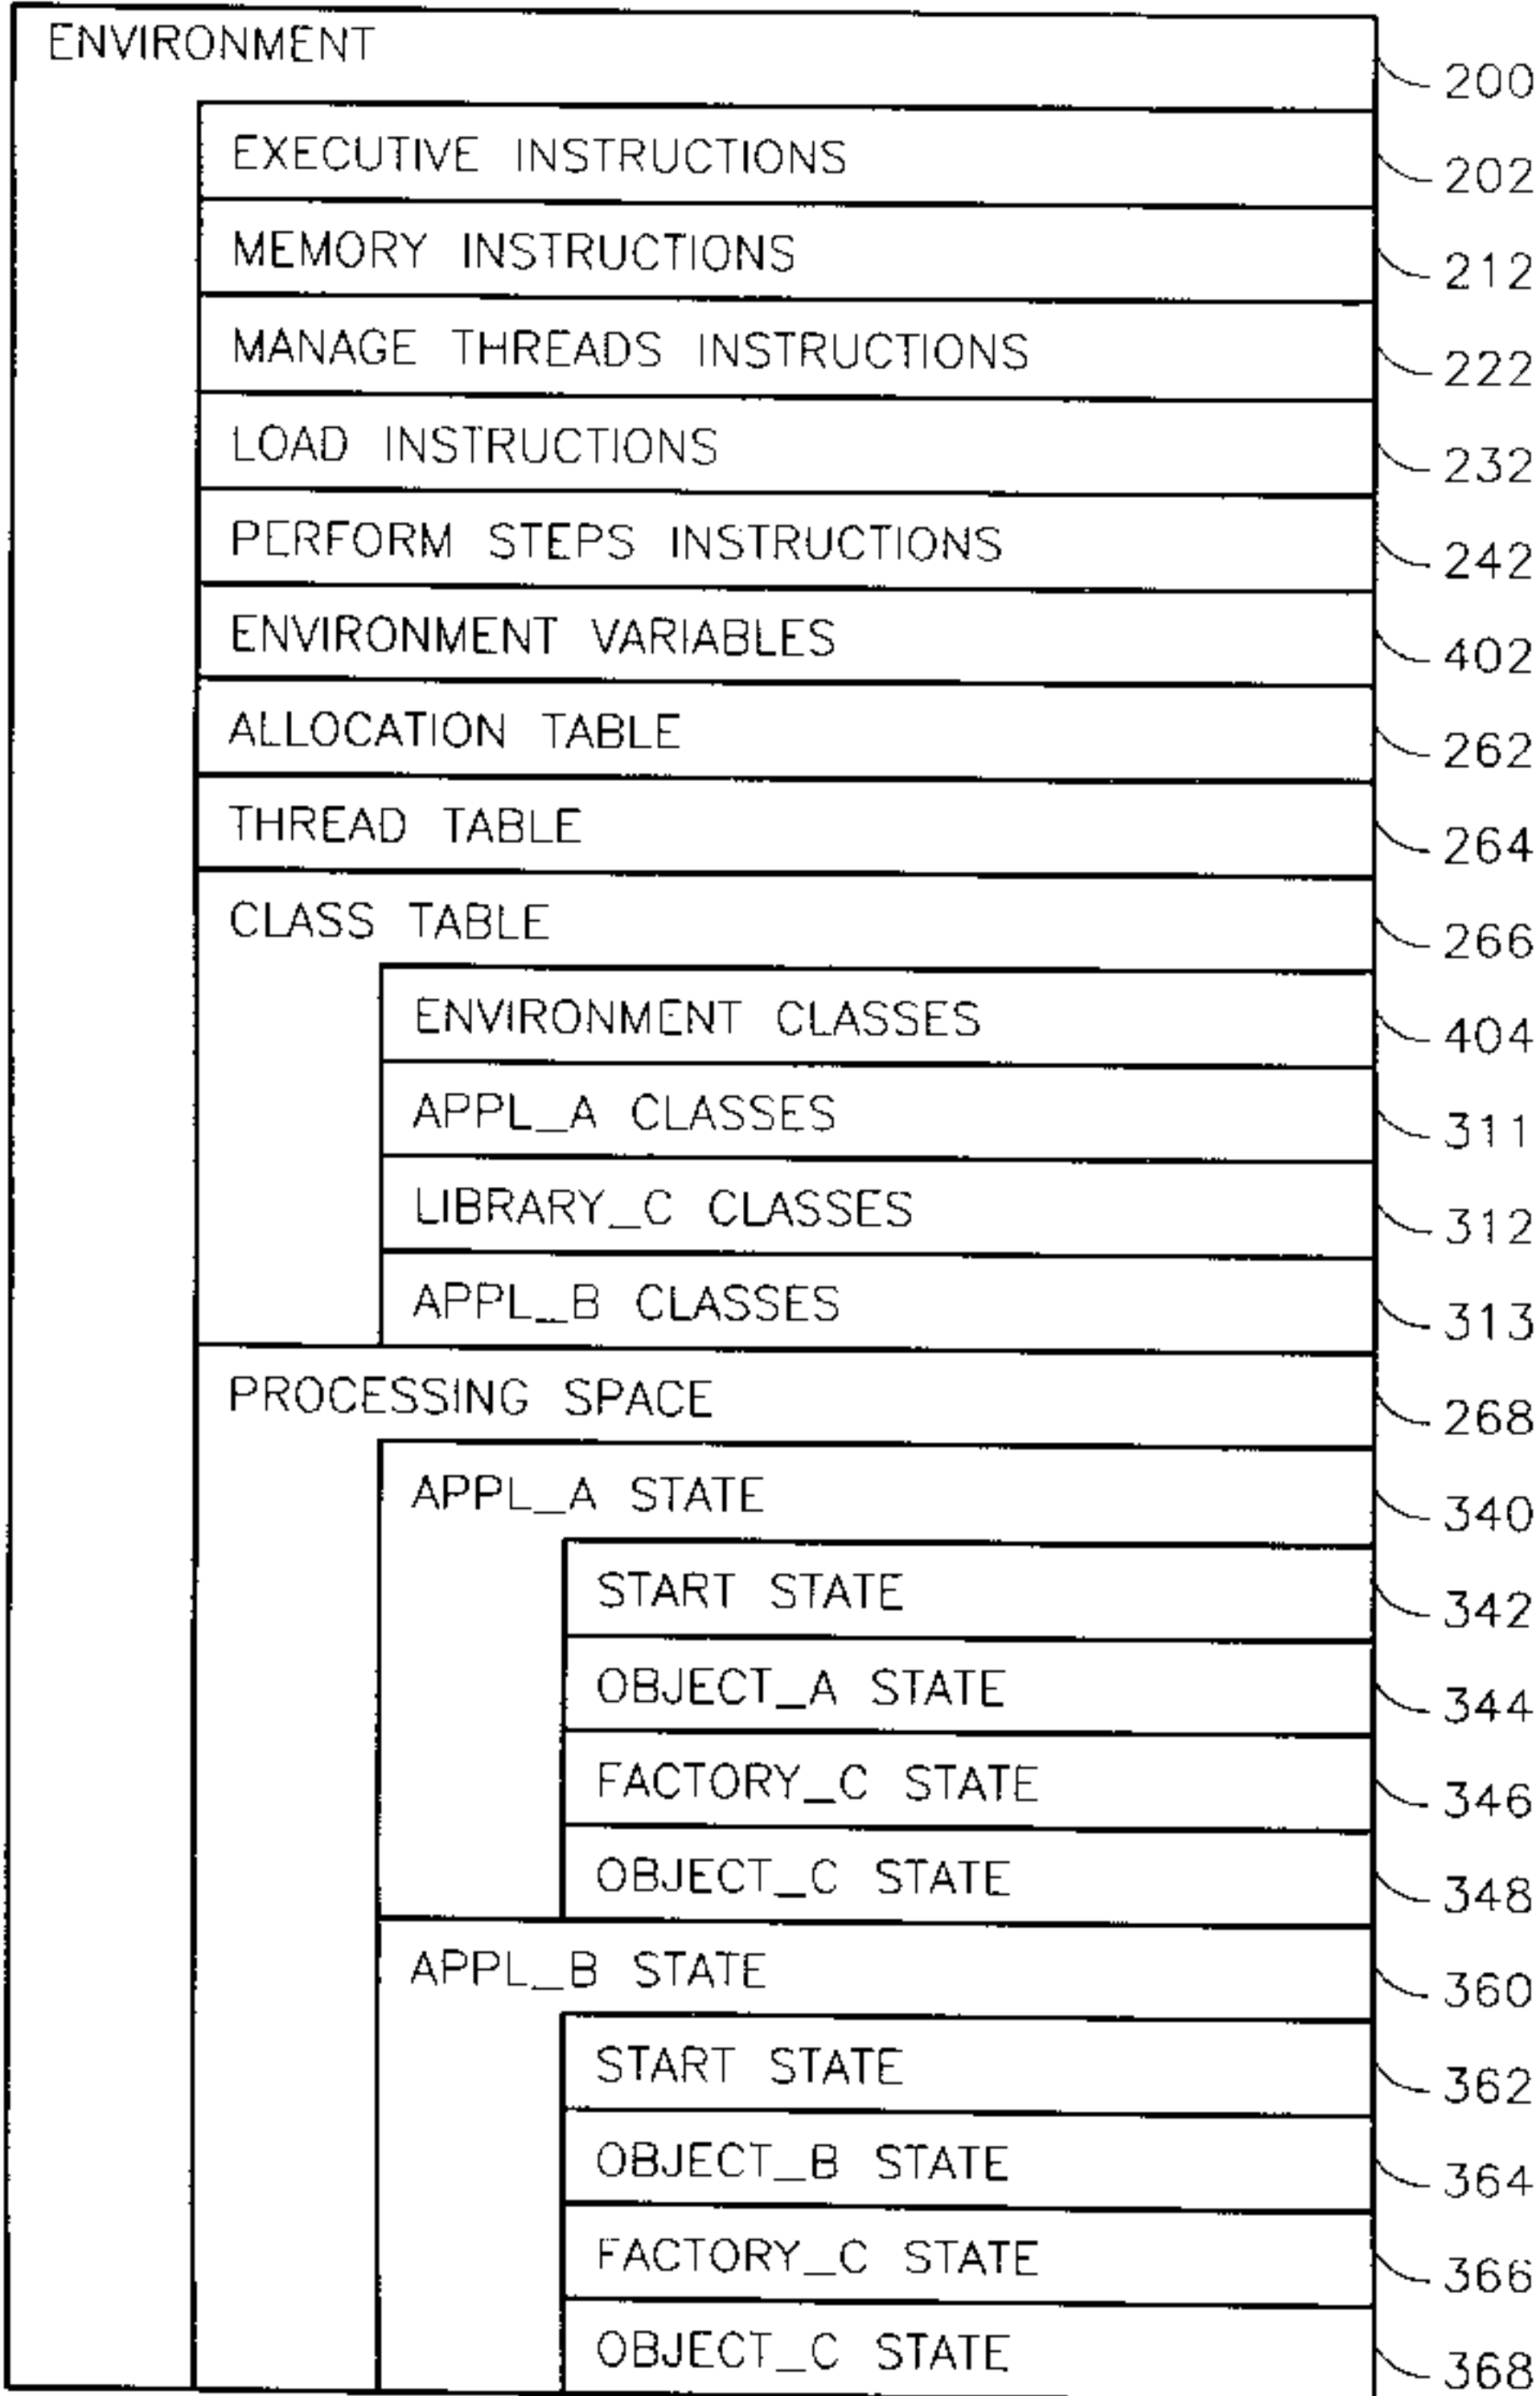 ENVIRONMENT 200
EXECUTIVE INSTRUCTIONS 202
MEMORY INSTRUCTIONS 212
MANAGE THREADS INSTRUCTIONS 222
LOAD INSTRUCTIONS 232
PERFORM STEPS INSTRUCTIONS 242
ENVIRONMENT VARIABLES 402
ALLOCATION TABLE 262
THREAD TABLE 264
CLASS TABLE 266
ENVIRONMENT CLASSES 404
APPL_A CLASSES 311
LIBRARY_C CLASSES 312
APPL_B CLASSES 313
PROCESSING SPACE 268
APPL_A STATE 340
START STATE 342
OBJECT_A STATE 344
FACTORY_C STATE 346
OBJECT_C STATE 348
APPL_B STATE 360
START STATE 362
OBJECT_B STATE 364
FACTORY_C STATE 366
OBJECT_C STATE 368